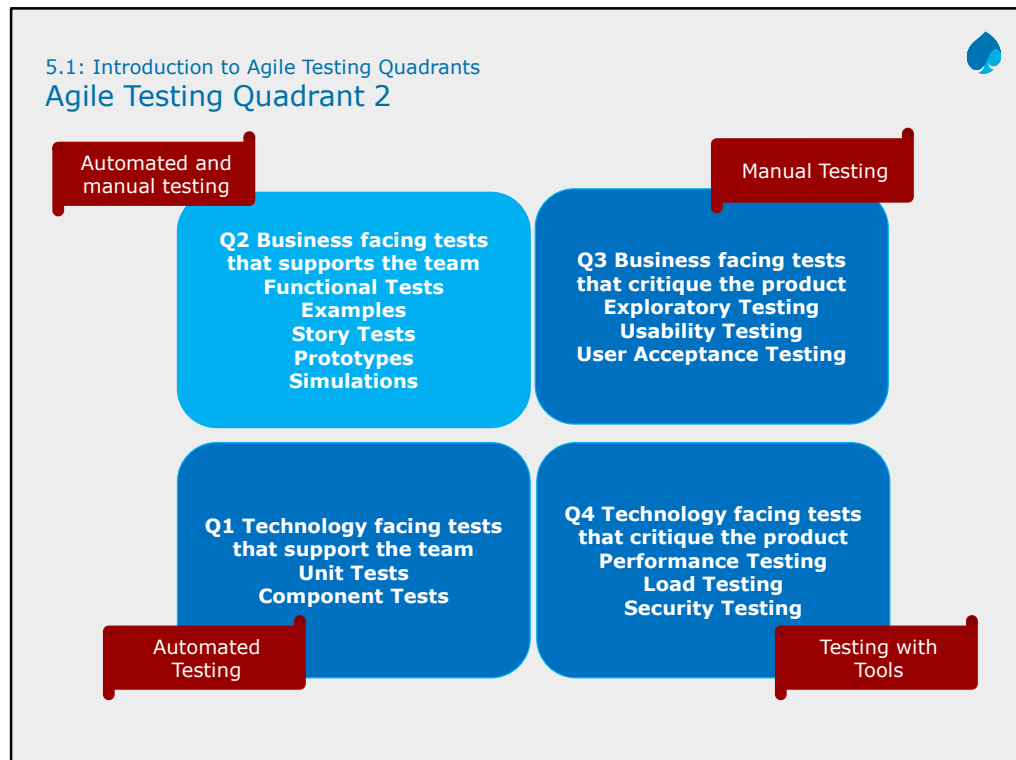 5.1: Introduction to Agile Testing Quadrants
Agile Testing Quadrant 2
Automated and
manual testing
Manual Testing
Q2 Business facing tests
that supports the team
Functional Tests
Examples
Story Tests
Prototypes
Simulations
Q3 Business facing tests
that critique the product
Exploratory Testing
Usability Testing
User Acceptance Testing
Q1 Technology facing tests
that support the team
Unit Tests
Component Tests
Q4 Technology facing tests
that critique the product
Performance Testing
Load Testing
Security Testing
Automated
Testing
Testing with
Tools